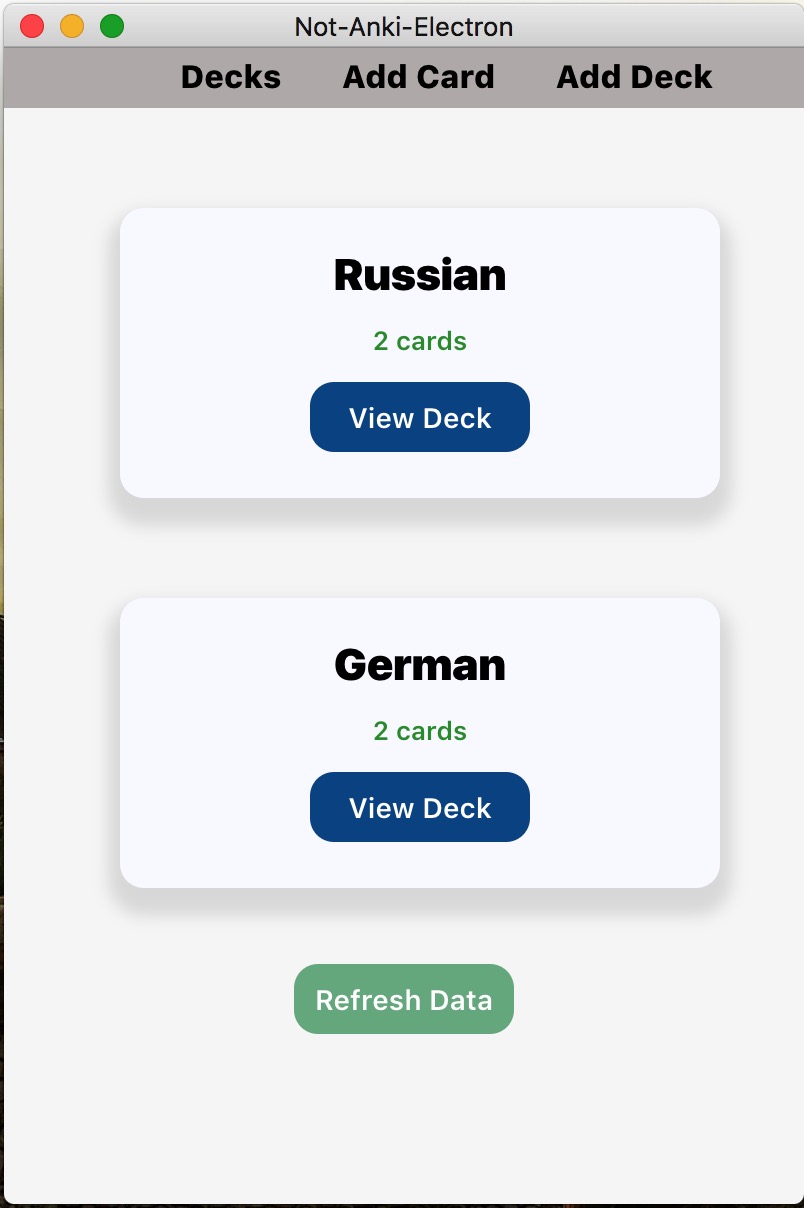 Not-Anki-Electron
Decks Add Card Add Deck
Russian
2 cards
View Deck
German
2 cards
View Deck
Refresh Data